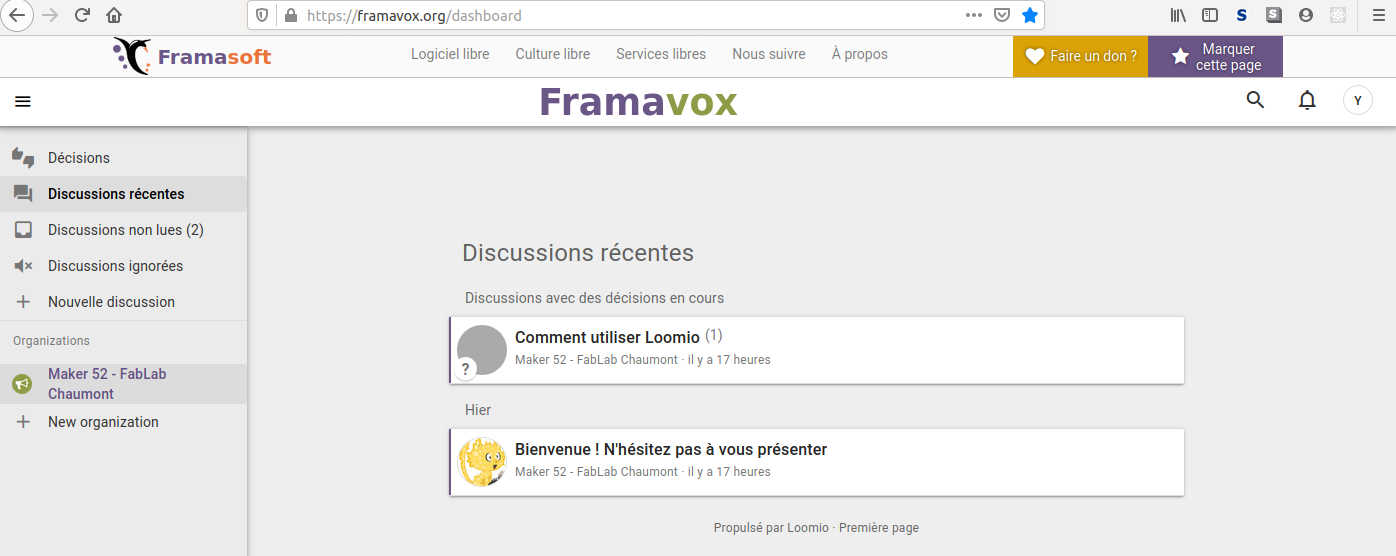 https://framavox.org/dashboard
S
S
Framasoft
Logiciel libre
Culture libre
Services libres
Nous suivre
À propos
Faire un don ?
Marquer
cette page
Framavox
Y
Décisions
Discussions récentes
Discussions non lues (2)
Discussions ignorées
Nouvelle discussion
Organizations
Maker 52 - FabLab
Chaumont
New organization
Discussions récentes
Discussions avec des décisions en cours
Comment utiliser Loomio (1)
?
Maker 52 - FabLab Chaumont · il y a 17 heures
Hier
Bienvenue ! N'hésitez pas à vous présenter
Maker 52 - FabLab Chaumont · il y a 17 heures
Propulsé par Loomio · Première page